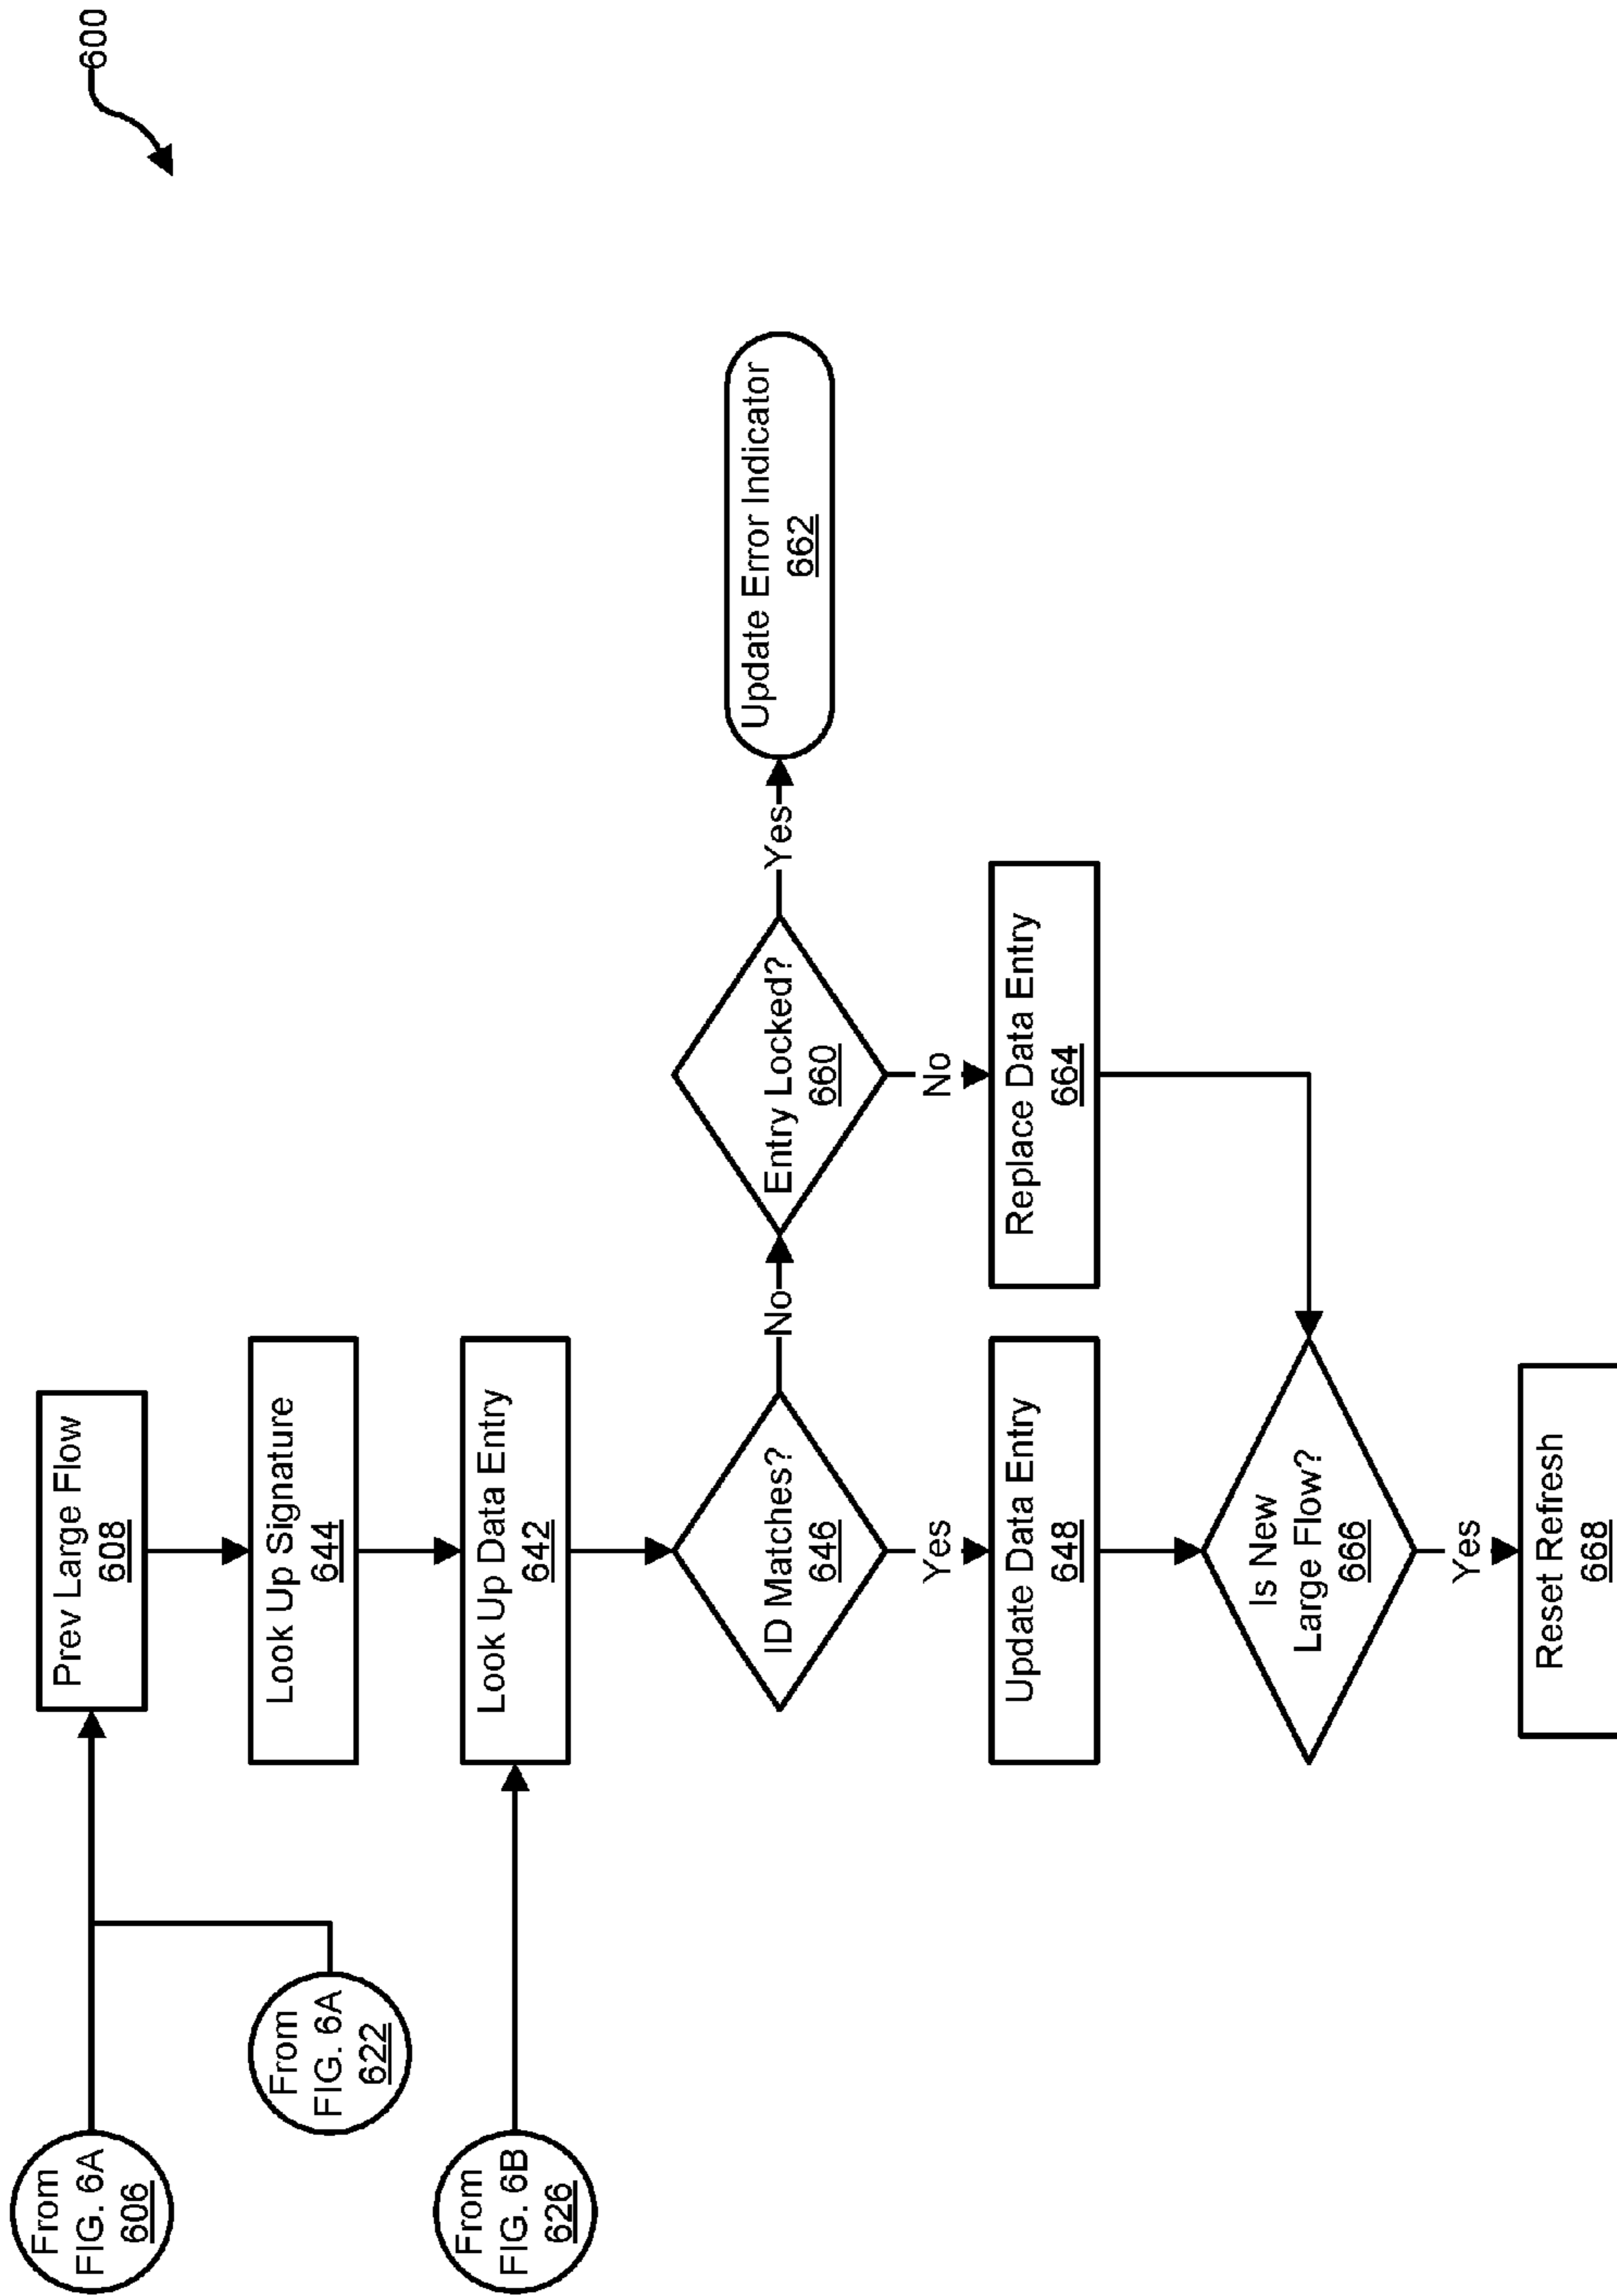 600
From
FIG. 6A
606
Prev Large Flow
608
From
FIG. 6A
622
Look Up Signature
644
From
FIG. 6B
626
Look Up Data Entry
642
ID Matches?
646
No
Entry Locked?
660
Yes
Update Error Indicator
662
Yes
No
Update Data Entry
648
Replace Data Entry
664
Is New
Large Flow?
666
Yes
Reset Refresh
668